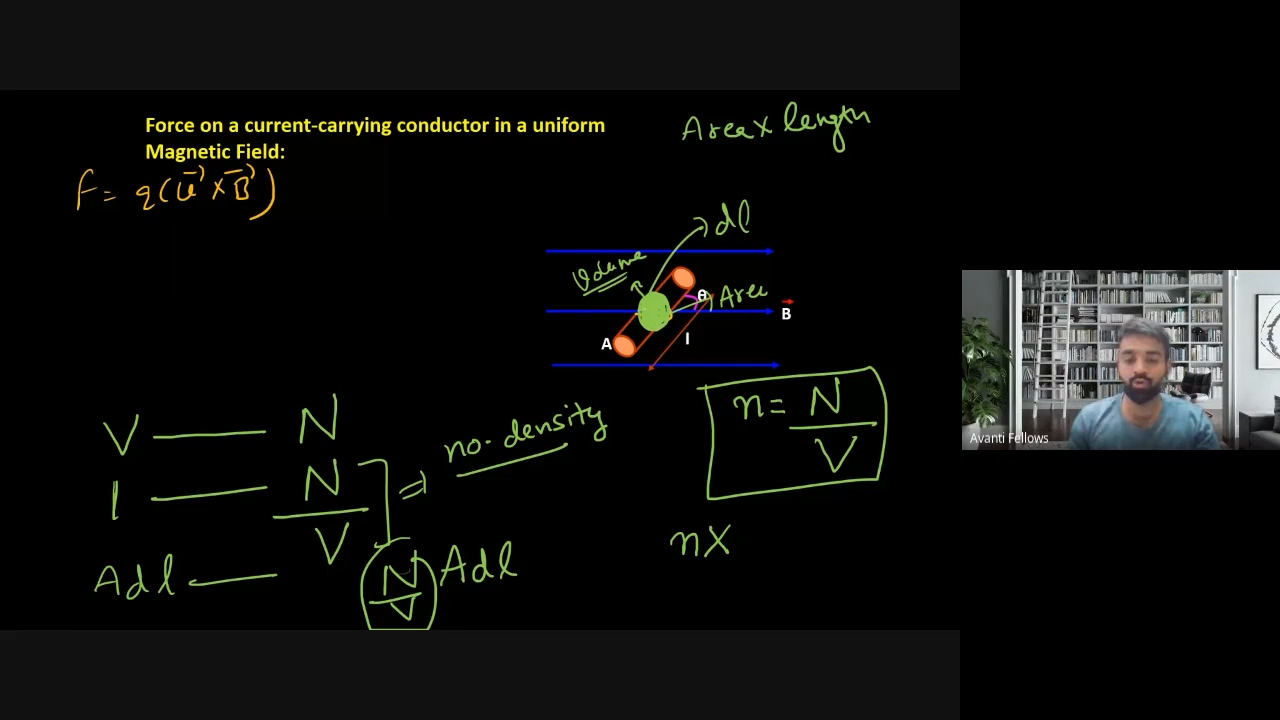 Force on a current-carrying conductor in a uniform
Magnetic Field:
Area x length
F = q(u⃗ x B⃗)
dl
Volume
θ
Area
B⃗
A
l
V — N
no. density
n = N/V
1 — N/V ] ⇒
nx
Adl — (N/V) Adl
Avanti Fellows